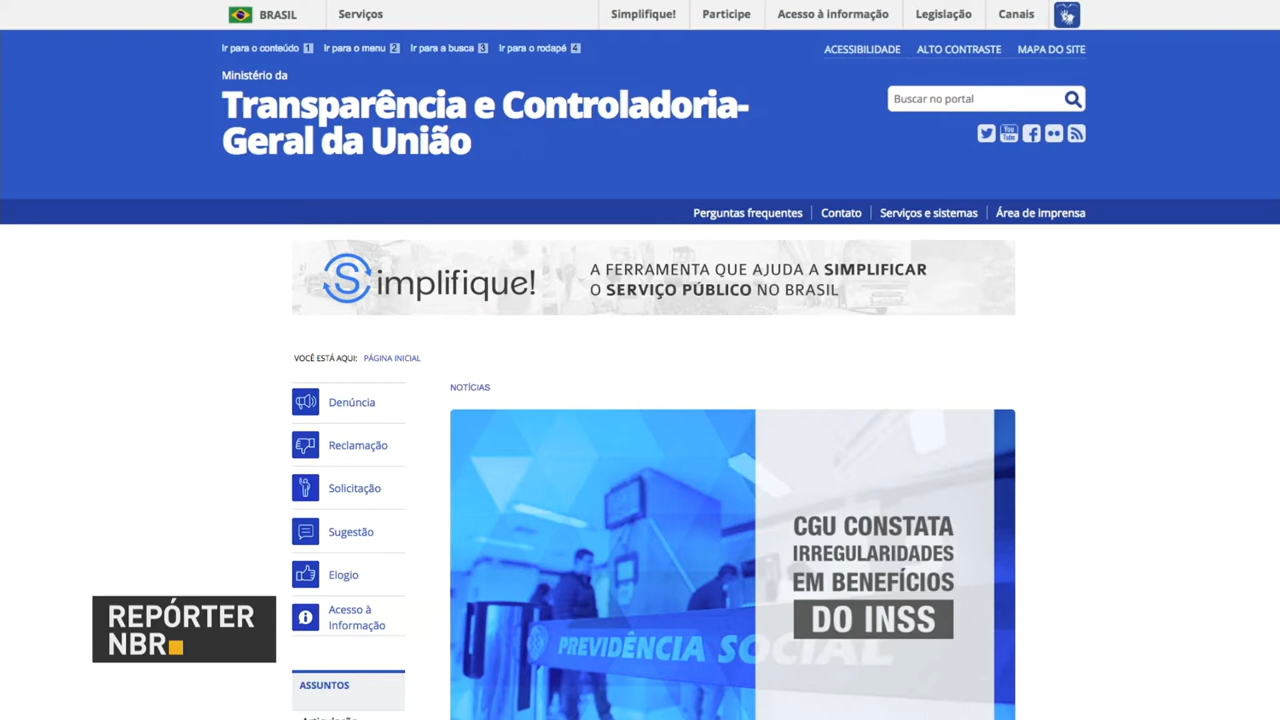 BRASIL
Serviços
Simplifique!
Participe
Acesso à informação
Legislação
Canais
Ir para o conteúdo 1
Ir para o menu 2
Ir para a busca 3
Ir para o rodapé 4
ACESSIBILIDADE
ALTO CONTRASTE
MAPA DO SITE
Ministério da
Transparência e Controladoria-
Geral da União
Buscar no portal
You
Tube
Perguntas frequentes
Contato
Serviços e sistemas
Área de imprensa
Simplifique!
A FERRAMENTA QUE AJUDA A SIMPLIFICAR
O SERVIÇO PÚBLICO NO BRASIL
VOCÊ ESTÁ AQUI: PÁGINA INICIAL
Denúncia
Reclamação
Solicitação
Sugestão
Elogio
Acesso à
Informação
ASSUNTOS
Articulação
NOTÍCIAS
CGU CONSTATA
IRREGULARIDADES
EM BENEFÍCIOS
DO INSS
PREVIDÊNCIA SOCIAL
REPÓRTER
NBR